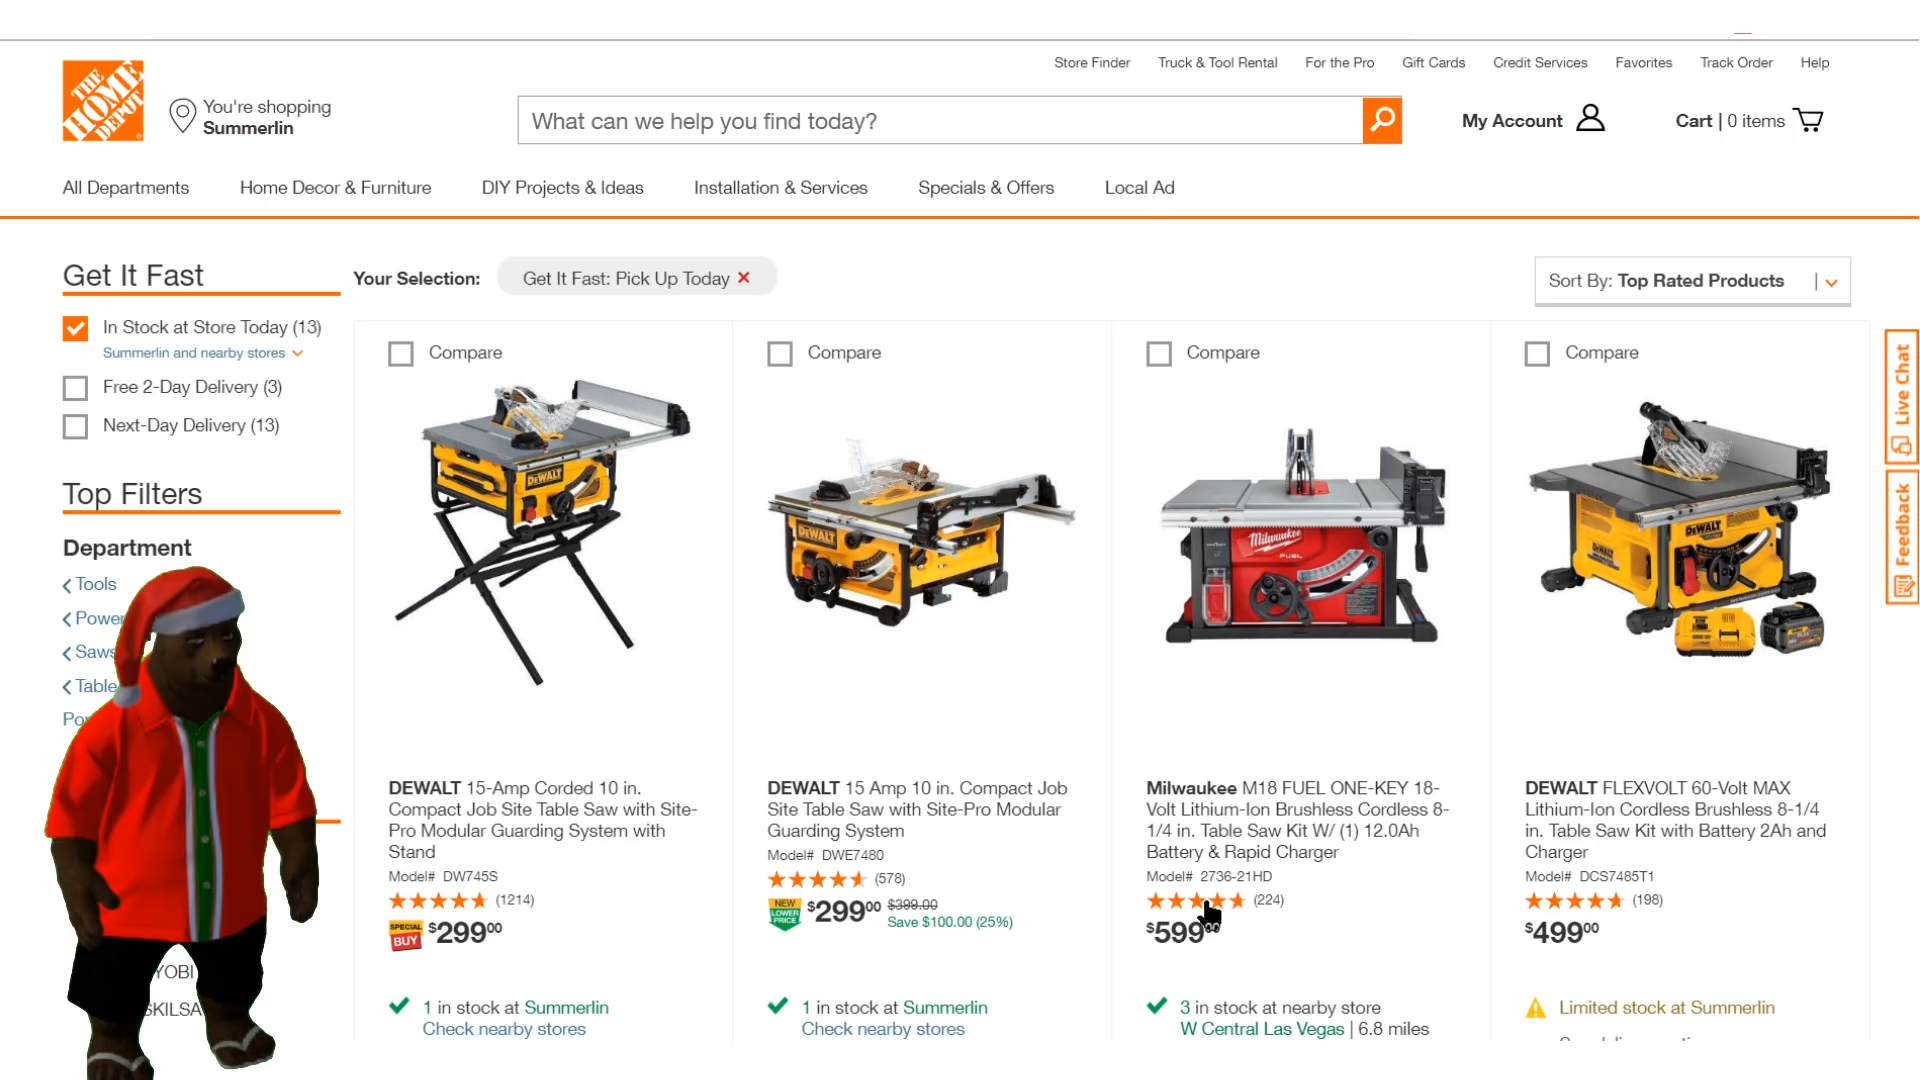 Store Finder Truck & Tool Rental For the Pro Gift Cards Credit Services Favorites Track Order Help
THE HOME DEPOT
You're shopping
Summerlin
What can we help you find today?
My Account
Cart | 0 items
All Departments Home Decor & Furniture DIY Projects & Ideas Installation & Services Specials & Offers Local Ad
Get It Fast
In Stock at Store Today (13)
Summerlin and nearby stores
Free 2-Day Delivery (3)
Next-Day Delivery (13)
Top Filters
Department
Tools
Power
Saws
Table
YOBI
SKILSA
Your Selection: Get It Fast: Pick Up Today
Sort By: Top Rated Products
Compare
DEWALT
DEWALT 15-Amp Corded 10 in.
Compact Job Site Table Saw with Site-
Pro Modular Guarding System with
Stand
Model# DW745S
(1214)
SPECIAL
BUY
$29900
1 in stock at Summerlin
Check nearby stores
Compare
DEWALT
DEWALT 15 Amp 10 in. Compact Job
Site Table Saw with Site-Pro Modular
Guarding System
Model# DWE7480
(578)
NEW
LOWER
PRICE
$29900 $399.00
Save $100.00 (25%)
1 in stock at Summerlin
Check nearby stores
Compare
Milwaukee
FUEL
Milwaukee M18 FUEL ONE-KEY 18-
Volt Lithium-Ion Brushless Cordless 8-
1/4 in. Table Saw Kit W/ (1) 12.0Ah
Battery & Rapid Charger
Model# 2736-21HD
(224)
$599
3 in stock at nearby store
W Central Las Vegas | 6.8 miles
Compare
DEWALT
DEWALT
DEWALT FLEXVOLT 60-Volt MAX
Lithium-Ion Cordless Brushless 8-1/4
in. Table Saw Kit with Battery 2Ah and
Charger
Model# DCS7485T1
(198)
$49900
Limited stock at Summerlin
Live Chat
Feedback